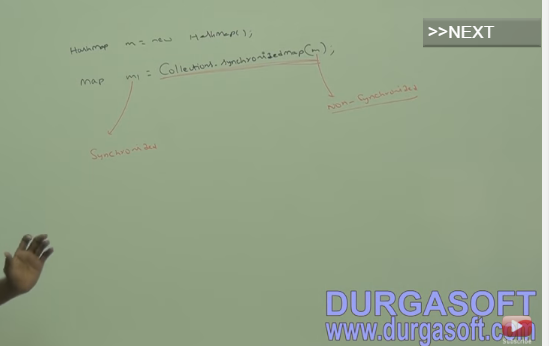 HashMap m = new HashMap();
Map m1 = Collections.synchronizedMap(m);
Synchronized
Non-Synchronized
>>NEXT
DURGASOFT
www.durgasoft.com